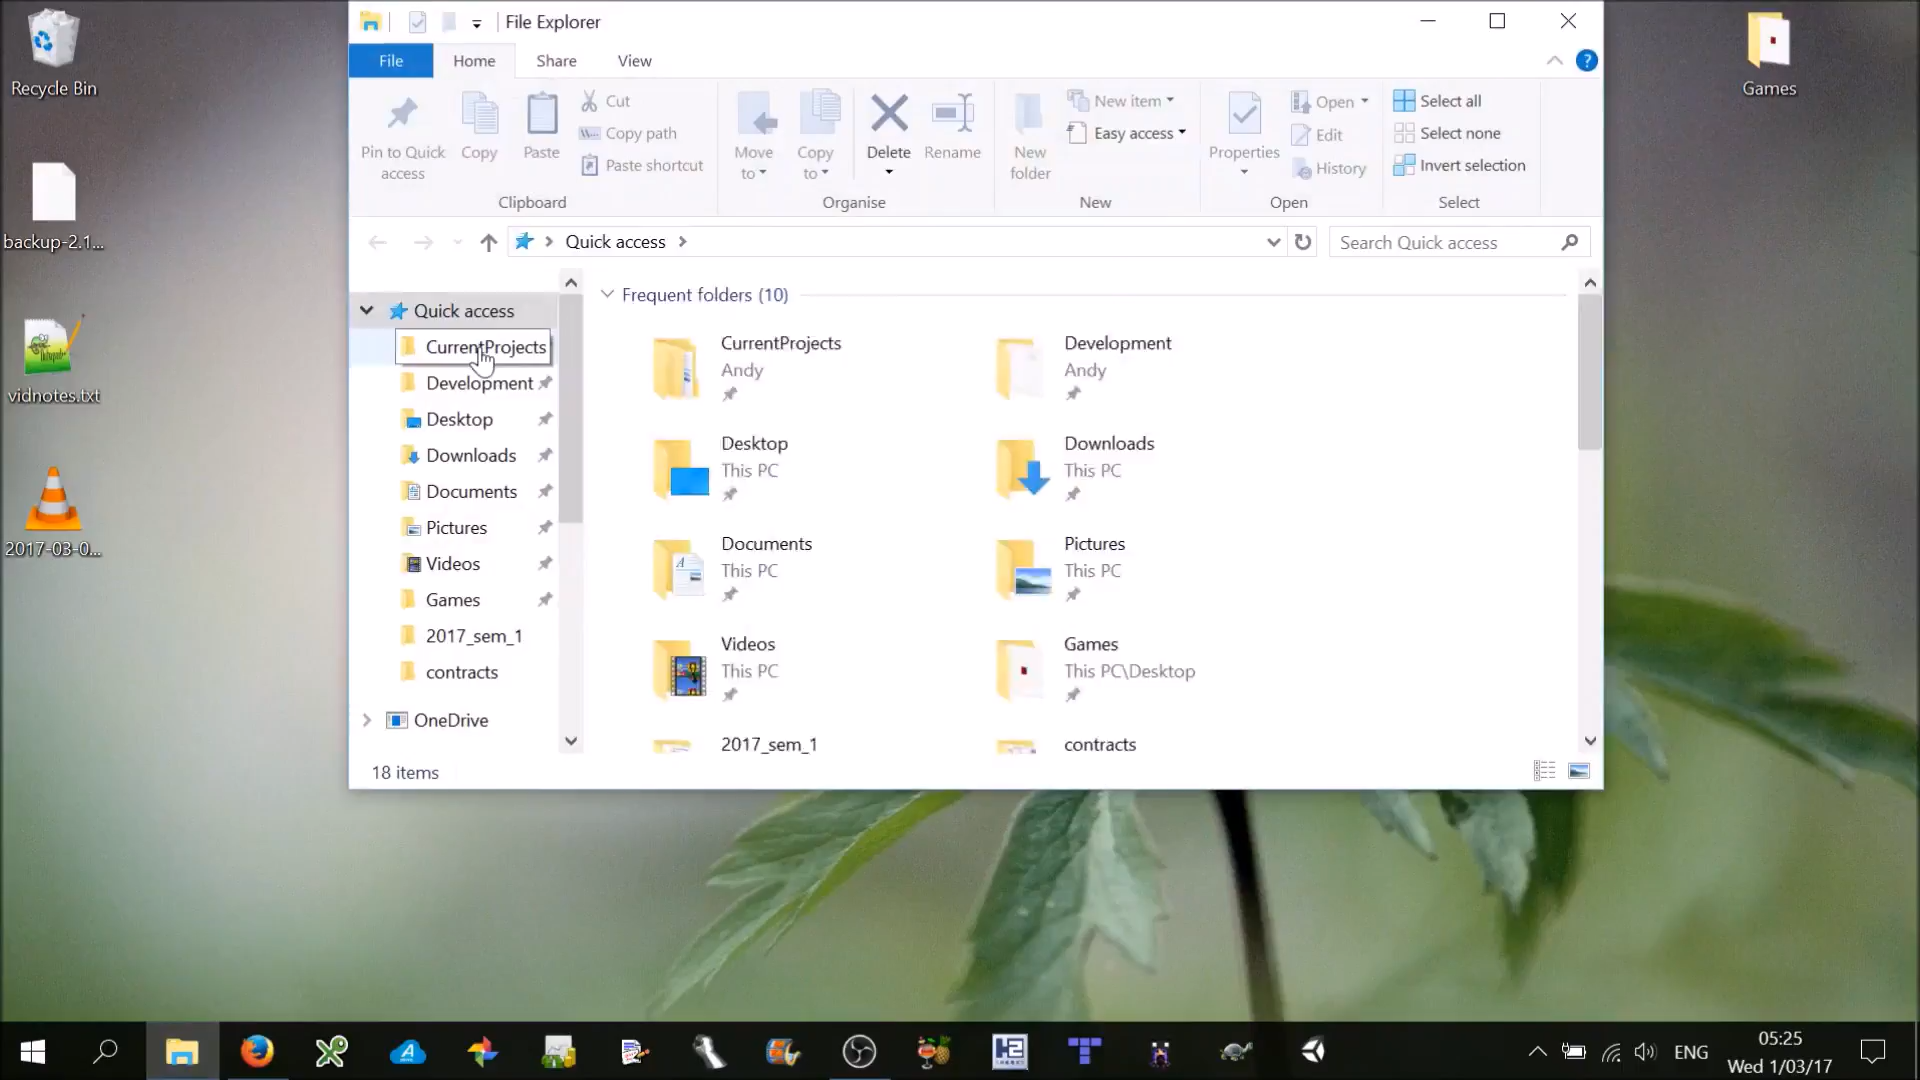 File Explorer
File
Home
Share
View
Pin to Quick access
Copy
Paste
Cut
Copy path
Paste shortcut
Clipboard
Move to
Copy to
Delete
Rename
Organise
New folder
New item
Easy access
New
Properties
Open
Edit
History
Open
Select all
Select none
Invert selection
Select
Quick access
Search Quick access
Quick access
CurrentProjects
Development
Desktop
Downloads
Documents
Pictures
Videos
Games
2017_sem_1
contracts
OneDrive
Frequent folders (10)
CurrentProjects
Andy
Development
Andy
Desktop
This PC
Downloads
This PC
Documents
This PC
Pictures
This PC
Videos
This PC
Games
This PC\Desktop
2017_sem_1
contracts
18 items
Recycle Bin
backup-2.1...
vidnotes.txt
2017-03-0...
Games
ENG
05:25
Wed 1/03/17